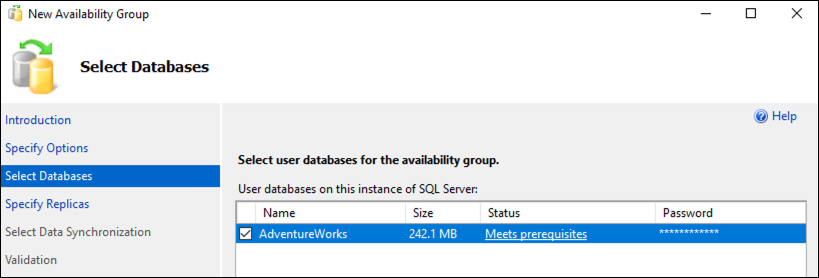 New Availability Group
Select Databases
Introduction
Help
Specify Options
Select user databases for the availability group.
Select Databases
User databases on this instance of SQL Server:
Specify Replicas
Name Size Status Password
Select Data Synchronization
AdventureWorks 242.1 MB Meets prerequisites ************
Validation